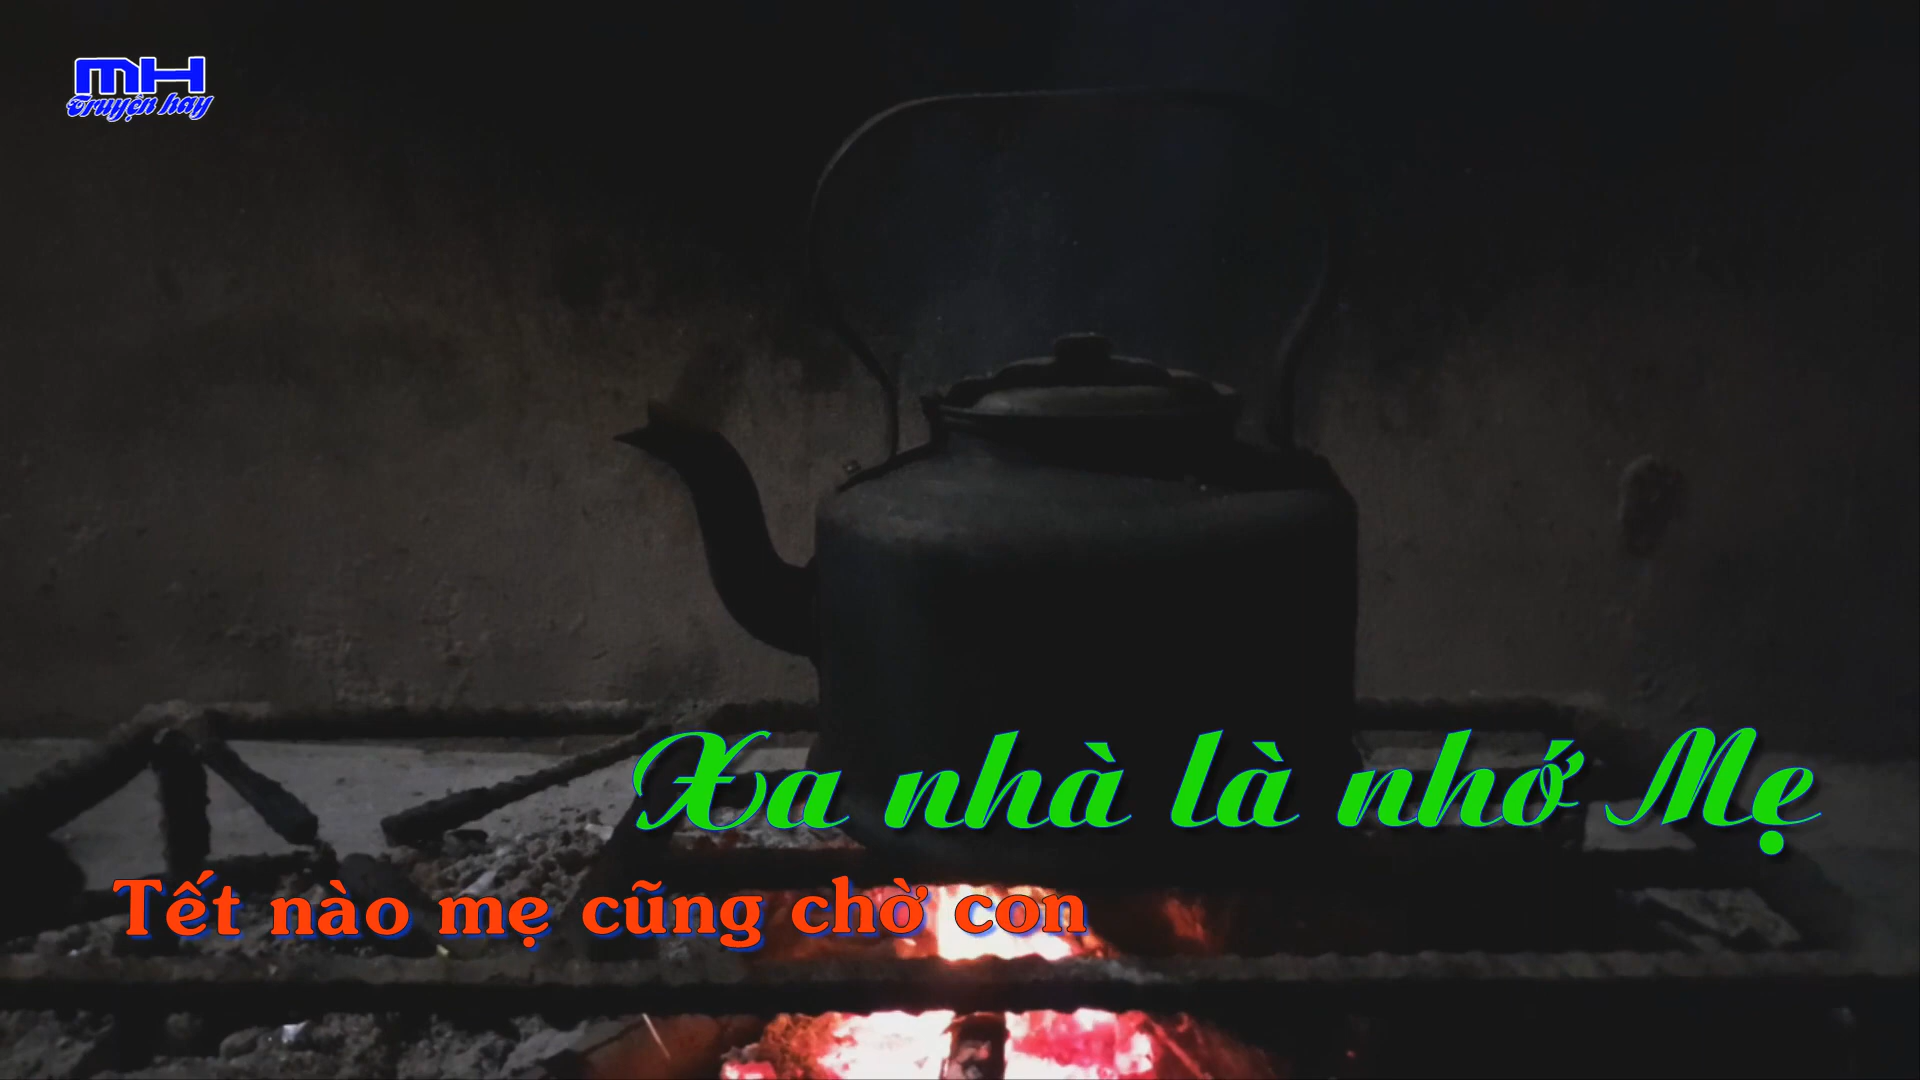 MH
Truyện hay
Xa nhà là nhớ Mẹ
Tết nào mẹ cũng chờ con